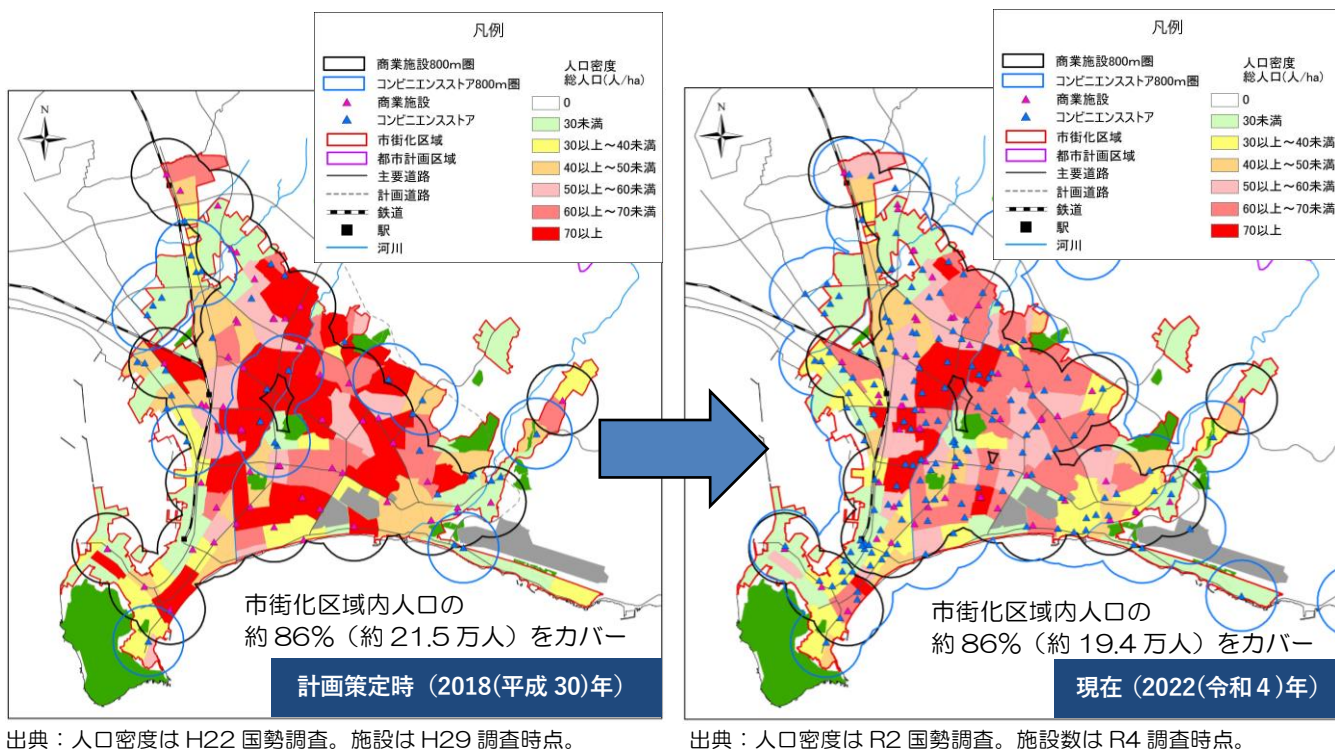 凡例
商業施設800m圏
コンビニエンスストア800m圏
商業施設
コンビニエンスストア
市街化区域
都市計画区域
主要道路
計画道路
鉄道
駅
河川
人口密度
総人口(人/ha)
0
30未満
30以上～40未満
40以上～50未満
50以上～60未満
60以上～70未満
70以上
N
市街化区域内人口の
約86%（約21.5万人）をカバー
計画策定時（2018(平成30)年）
出典：人口密度はH22国勢調査。施設はH29調査時点。
凡例
商業施設800m圏
コンビニエンスストア800m圏
商業施設
コンビニエンスストア
市街化区域
都市計画区域
主要道路
計画道路
鉄道
駅
河川
人口密度
総人口(人/ha)
0
30未満
30以上～40未満
40以上～50未満
50以上～60未満
60以上～70未満
70以上
N
市街化区域内人口の
約86%（約19.4万人）をカバー
現在（2022(令和４)年）
出典：人口密度はR2国勢調査。施設数はR4調査時点。